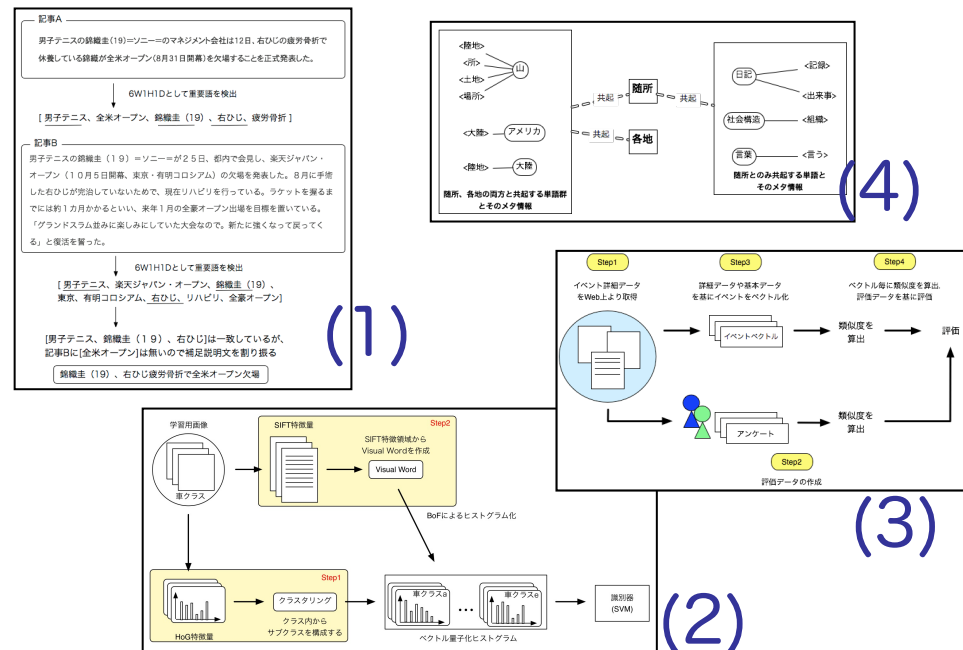 記事A
男子テニスの錦織圭(19)=ソニー=のマネジメント会社は12日、右ひじの疲労骨折で
休養している錦織が全米オープン(8月31日開幕)を欠場することを正式発表した。
6W1H1Dとして重要語を検出
[ 男子テニス、全米オープン、錦織圭(19)、右ひじ、疲労骨折 ]
記事B
男子テニスの錦織圭(19)=ソニー=が25日、都内で会見し、楽天ジャパン・
オープン(10月5日開幕、東京・有明コロシアム)の欠場を発表した。8月に手術
した右ひじが完治していないためで、現在リハビリを行っている。ラケットを握るま
でには約1カ月かかるといい、来年1月の全豪オープン出場を目標を置いている。
「グランドスラム並みに楽しみにしていた大会なので。新たに強くなって戻ってく
る」と復活を誓った。
6W1H1Dとして重要語を検出
[ 男子テニス、楽天ジャパン・オープン、錦織圭(19)、
東京、有明コロシアム、右ひじ、リハビリ、全豪オープン]
[男子テニス、錦織圭(19)、右ひじ]は一致しているが、
記事Bに[全米オープン]は無いので補足説明文を割り振る
錦織圭(19)、右ひじ疲労骨折で全米オープン欠場
(1)
<陸地>
<所>
<土地>
<場所>
山
<大陸>
アメリカ
<陸地>
大陸
随所、各地の両方と共起する単語群
とそのメタ情報
共起
随所
共起
共起
各地
日記
<記録>
<出来事>
社会構造
<組織>
言葉
<言う>
随所とのみ共起する単語と
そのメタ情報
(4)
Step1
イベント詳細データ
をWeb上より取得
Step3
詳細データや基本データ
を基にイベントをベクトル化
Step4
ベクトル毎に類似度を算出,
評価データを基に評価
イベントベクトル
類似度を
算出
評価
アンケート
類似度を
算出
Step2
評価データの作成
(3)
学習用画像
車クラス
SIFT特徴量
Step2
SIFT特徴領域から
Visual Wordを作成
Visual Word
BoFによるヒストグラム化
Step1
HoG特徴量
クラスタリング
クラス内から
サブクラスを構成する
車クラスa
…
車クラスe
ベクトル量子化ヒストグラム
識別器
(SVM)
(2)